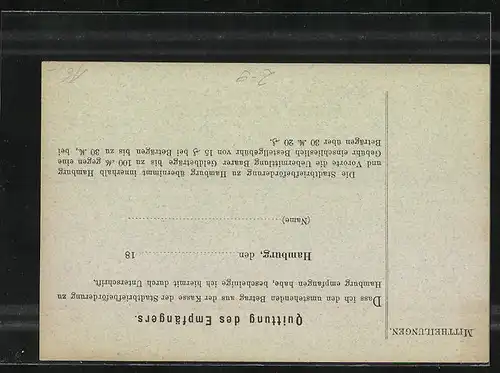 MITTHEILUNGEN.
Quittung des Empfängers.
Dass ich den umstehenden Betrag aus der Kasse der Stadtbriefbeförderung zu
Hamburg empfangen habe, bescheinige ich hiermit durch Unterschrift.
Hamburg, den 18
(Name)
Die Stadtbriefbeförderung zu Hamburg übernimmt innerhalb Hamburg
und Vororte die Uebermittlung Baarer Geldbeträge bis zu 100 ℳ gegen eine
Gebühr einschliesslich Bestellgebühr von 15 ₰ bei Beträgen bis zu 30 ℳ, bei
Beträgen über 30 ℳ 20 ₰.